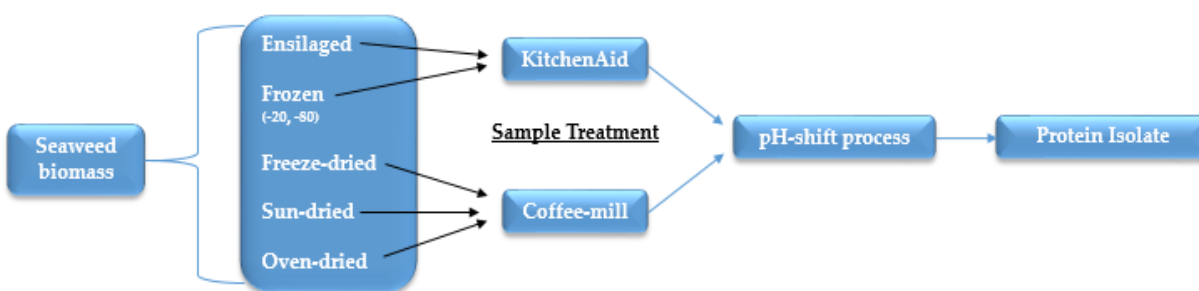 Seaweed
biomass
Ensilaged
Frozen
(-20, -80)
Freeze-dried
Sun-dried
Oven-dried
KitchenAid
Sample Treatment
Coffee-mill
pH-shift process
Protein Isolate